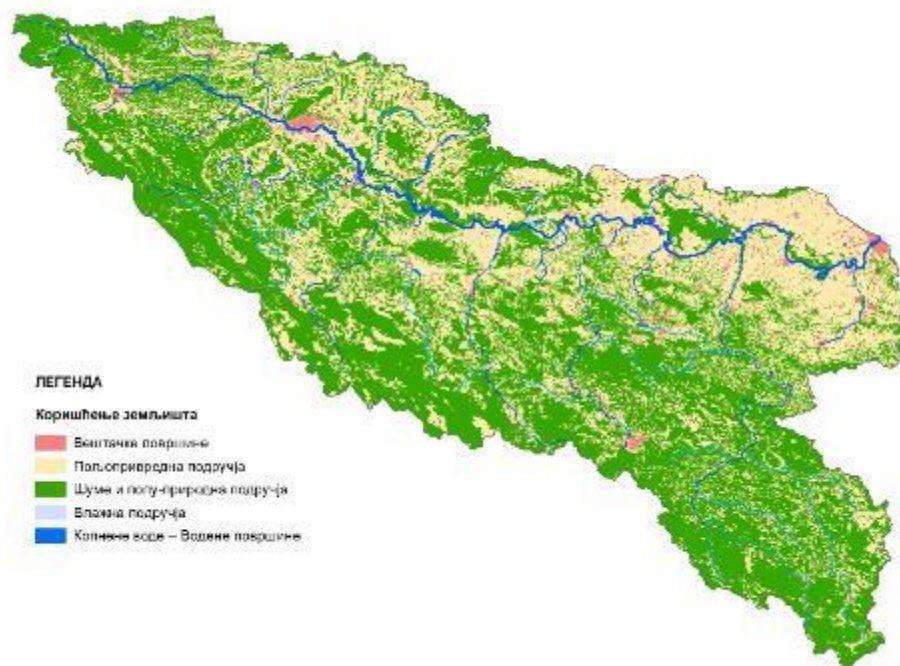 ЛЕГЕНДА
Коришћење земљишта
Вештачке површине
Пољопривредна подручја
Шуме и полу-природна подручја
Влажна подручја
Копнене воде – Водене површине